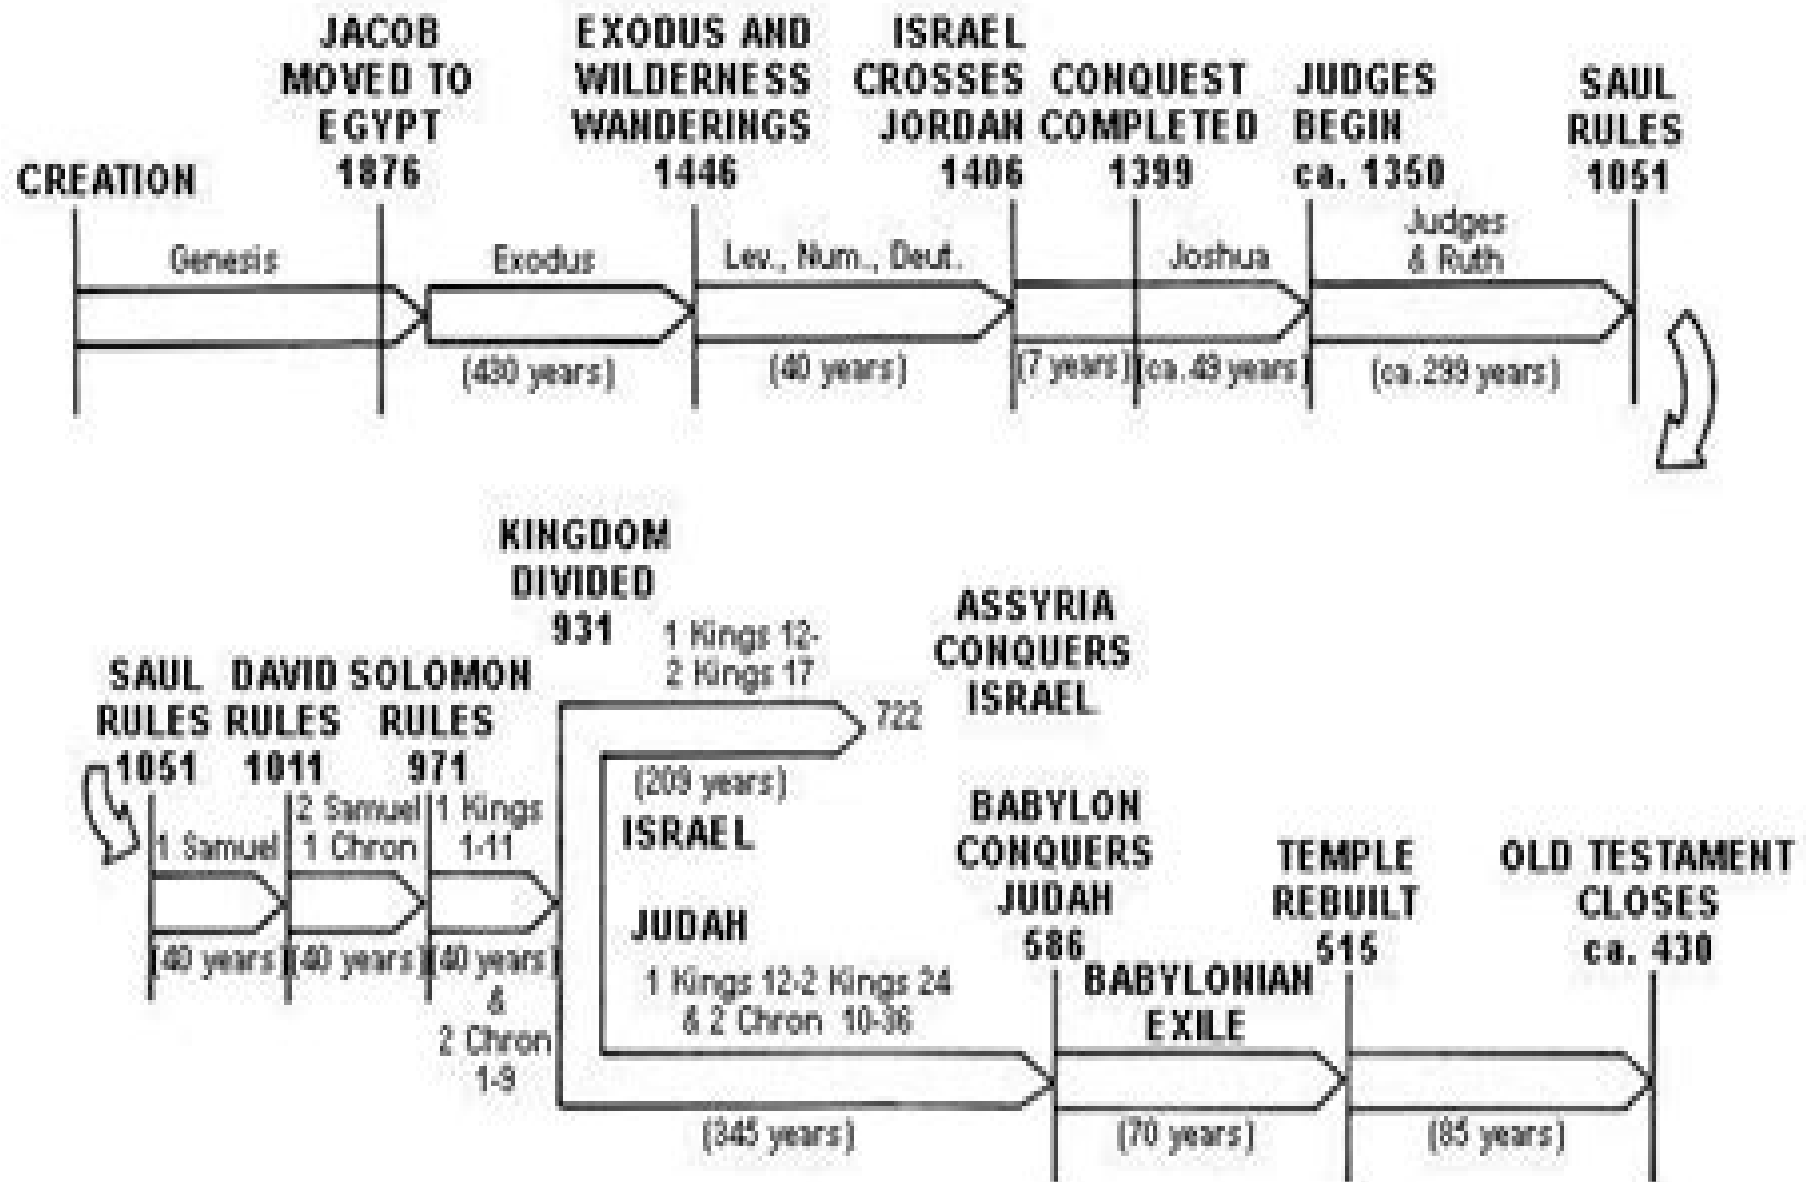 JACOB
MOVED TO
EGYPT
1876
EXODUS AND
WILDERNESS
WANDERINGS
1446
ISRAEL
CROSSES
JORDAN
1406
CONQUEST
COMPLETED
1399
JUDGES
BEGIN
ca. 1350
SAUL
RULES
1051
CREATION
Genesis
Exodus
Lev., Num., Deut.
Joshua
Judges
& Ruth
(430 years)
(40 years)
(7 years)
(ca.49 years)
(ca.299 years)
KINGDOM
DIVIDED
931
1 Kings 12-
2 Kings 17
ASSYRIA
CONQUERS
ISRAEL
722
SAUL
RULES
1051
DAVID
RULES
1011
SOLOMON
RULES
971
1 Samuel
2 Samuel
1 Chron
1 Kings
1-11
(40 years)
(40 years)
(40 years)
&
2 Chron
1-9
(209 years)
ISRAEL
JUDAH
1 Kings 12-2 Kings 24
& 2 Chron 10-36
(345 years)
BABYLON
CONQUERS
JUDAH
586
BABYLONIAN
EXILE
(70 years)
TEMPLE
REBUILT
515
(85 years)
OLD TESTAMENT
CLOSES
ca. 430